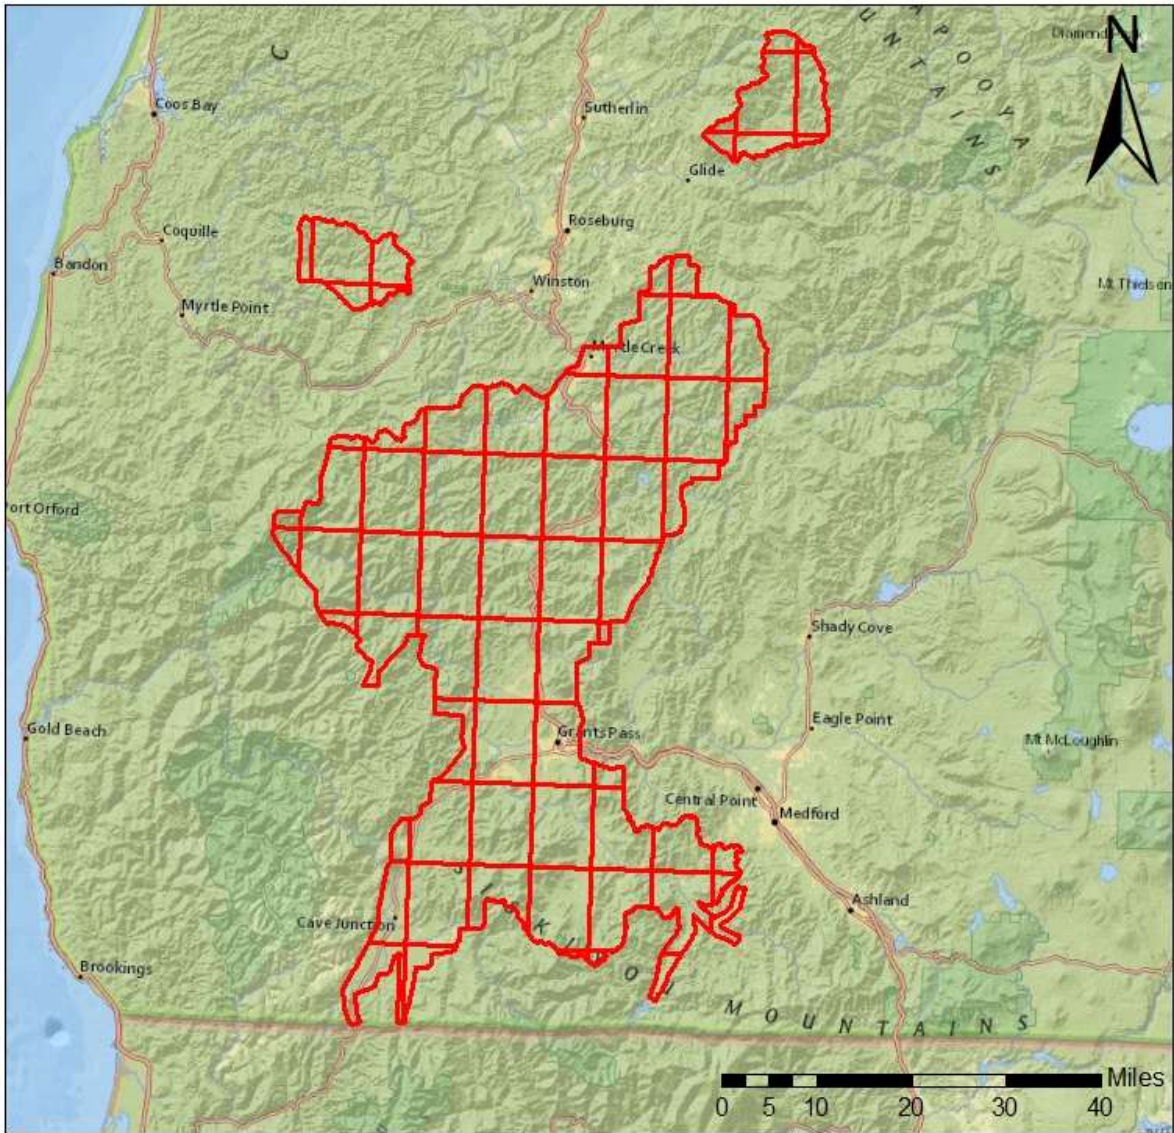 N
Diamond Peak
C
U N T A I N S
A P O O Y A
Coos Bay
Sutherlin
Glide
Roseburg
Coquille
Bandon
Winston
Mt Thielsen
Myrtle Point
Myrtle Creek
Port Orford
Shady Cove
Eagle Point
Gold Beach
Grants Pass
Mt McLoughlin
Central Point
Medford
Ashland
Cave Junction
Brookings
S I S K I Y O U M O U N T A I N S
Miles
0 5 10 20 30 40